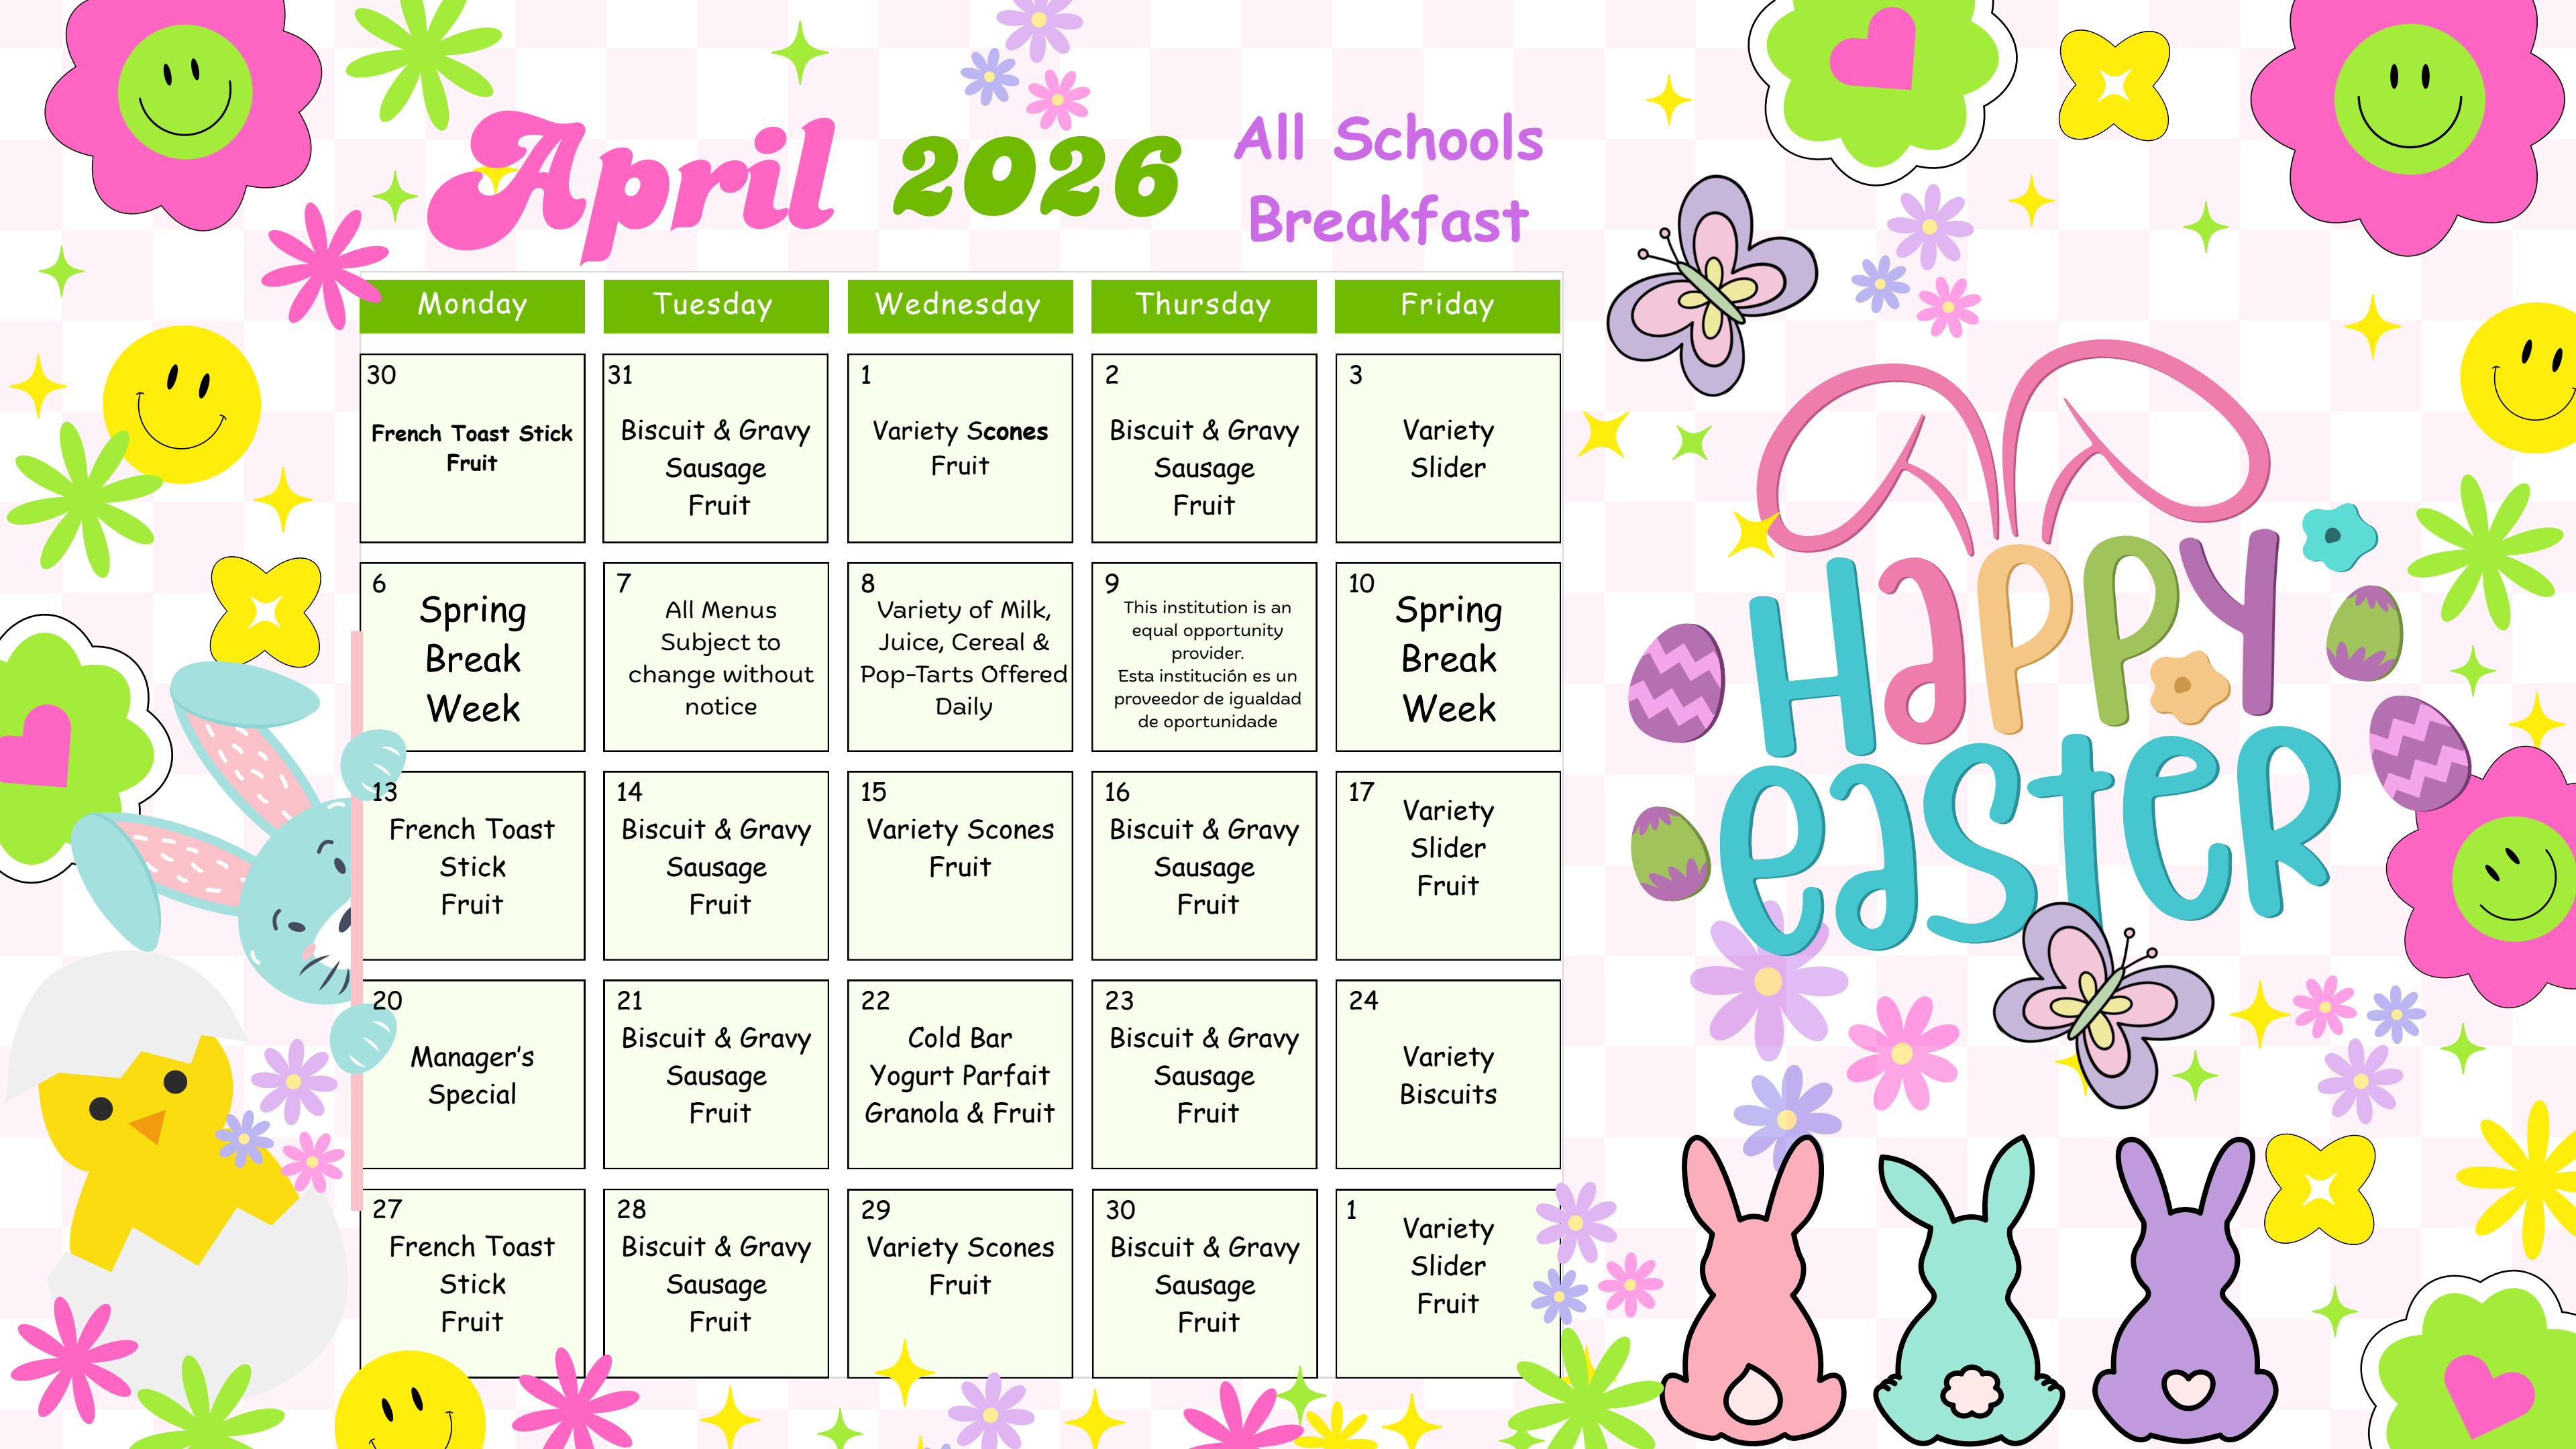 April 2026
All Schools
Breakfast
Monday
Tuesday
Wednesday
Thursday
Friday
30
French Toast Stick
Fruit
31
Biscuit & Gravy
Sausage
Fruit
1
Variety Scones
Fruit
2
Biscuit & Gravy
Sausage
Fruit
3
Variety
Slider
6
Spring
Break
Week
7
All Menus
Subject to
change without
notice
8
Variety of Milk,
Juice, Cereal &
Pop-Tarts Offered
Daily
9
This institution is an
equal opportunity
provider.
Esta institución es un
proveedor de igualdad
de oportunidade
10
Spring
Break
Week
13
French Toast
Stick
Fruit
14
Biscuit & Gravy
Sausage
Fruit
15
Variety Scones
Fruit
16
Biscuit & Gravy
Sausage
Fruit
17
Variety
Slider
Fruit
20
Manager's
Special
21
Biscuit & Gravy
Sausage
Fruit
22
Cold Bar
Yogurt Parfait
Granola & Fruit
23
Biscuit & Gravy
Sausage
Fruit
24
Variety
Biscuits
27
French Toast
Stick
Fruit
28
Biscuit & Gravy
Sausage
Fruit
29
Variety Scones
Fruit
30
Biscuit & Gravy
Sausage
Fruit
1
Variety
Slider
Fruit
Happy
easter